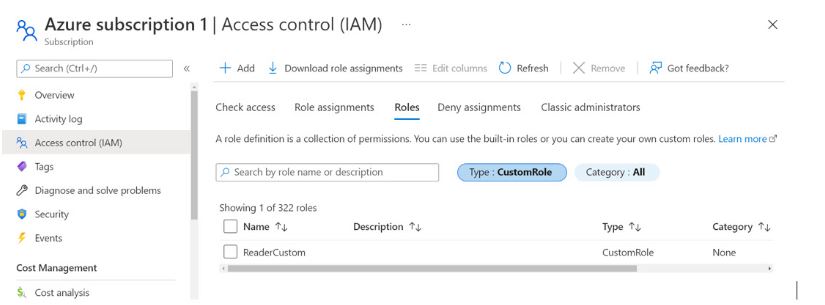 Azure subscription 1 | Access control (IAM) ...
Subscription
Search (Ctrl+/) «
Overview
Activity log
Access control (IAM)
Tags
Diagnose and solve problems
Security
Events
Cost Management
Cost analysis
+ Add Download role assignments Edit columns Refresh Remove Got feedback?
Check access Role assignments Roles Deny assignments Classic administrators
A role definition is a collection of permissions. You can use the built-in roles or you can create your own custom roles. Learn more
Search by role name or description Type : CustomRole Category : All
Showing 1 of 322 roles
Name ↑↓ Description ↑↓ Type ↑↓ Category ↑↓
ReaderCustom CustomRole None